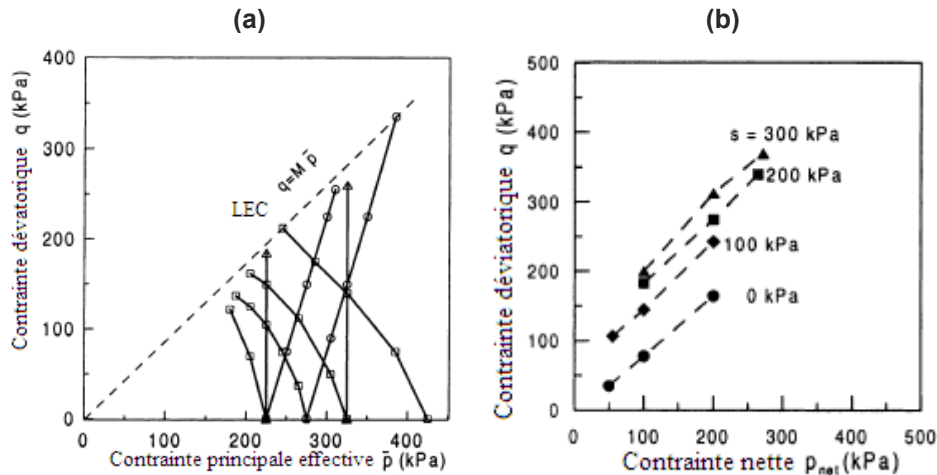 (a)
(b)
Contrainte dévatorique q (kPa)
400
300
200
100
0
0
100
200
300
400
Contrainte principale effective p̄ (kPa)
q=M p̄
LEC
Contrainte déviatorique q (kPa)
500
400
300
200
100
0
0
100
200
300
400
500
Contrainte nette p_net (kPa)
s = 300 kPa
200 kPa
100 kPa
0 kPa